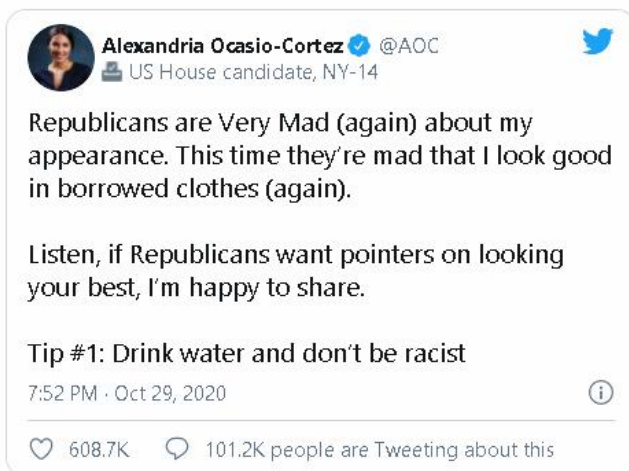 Alexandria Ocasio-Cortez @AOC
US House candidate, NY-14
Republicans are Very Mad (again) about my
appearance. This time they're mad that I look good
in borrowed clothes (again).
Listen, if Republicans want pointers on looking
your best, I'm happy to share.
Tip #1: Drink water and don't be racist
7:52 PM · Oct 29, 2020
608.7K 101.2K people are Tweeting about this